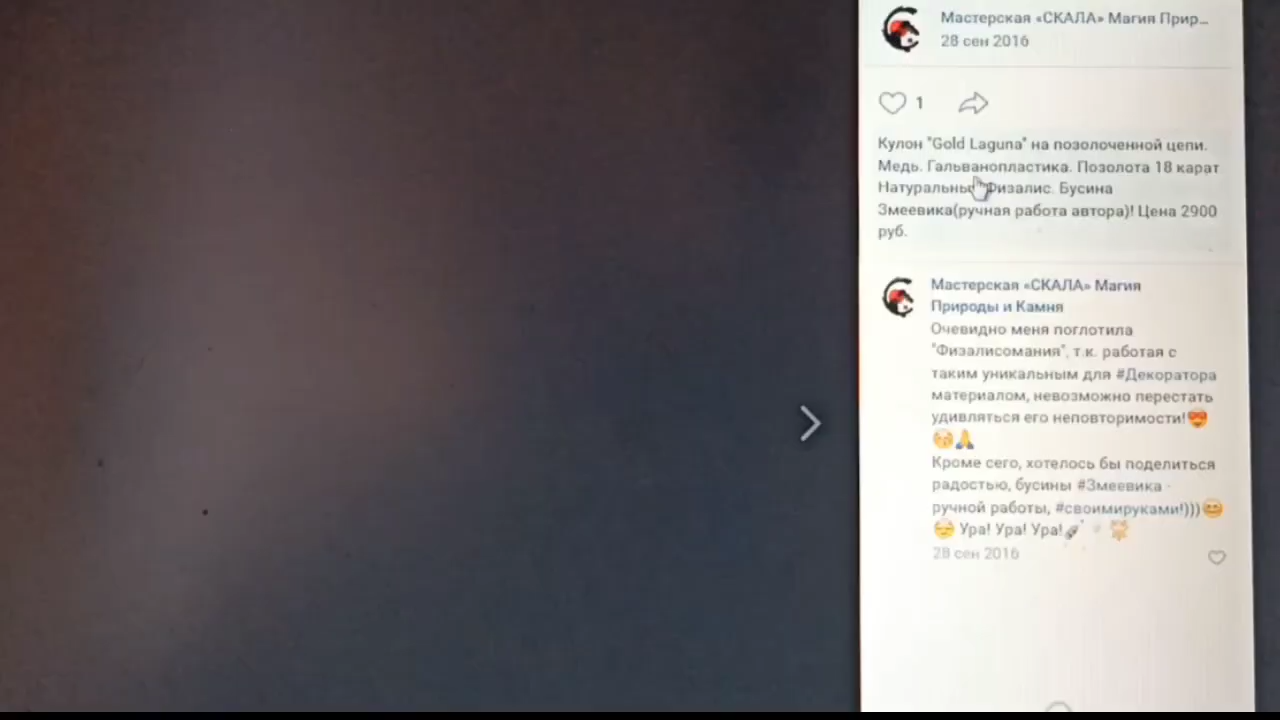 Мастерская «СКАЛА» Магия Прир...
28 сен 2016
1
Кулон "Gold Laguna" на позолоченной цепи.
Медь. Гальванопластика. Позолота 18 карат
Физалис. Бусина
Змеевика(ручная работа автора)! Цена 2900
руб.
Мастерская «СКАЛА» Магия
Природы и Камня
Очевидно меня поглотила
"Физалисомания", т.к. работая с
таким уникальным для #Декоратора
материалом, невозможно перестать
удивляться его неповторимости!😍
😚🙏
Кроме сего, хотелось бы поделиться
радостью, бусины #Змеевика -
ручной работы, #своимируками!)))😄
😔 Ура! Ура! Ура!
28 сен 2016